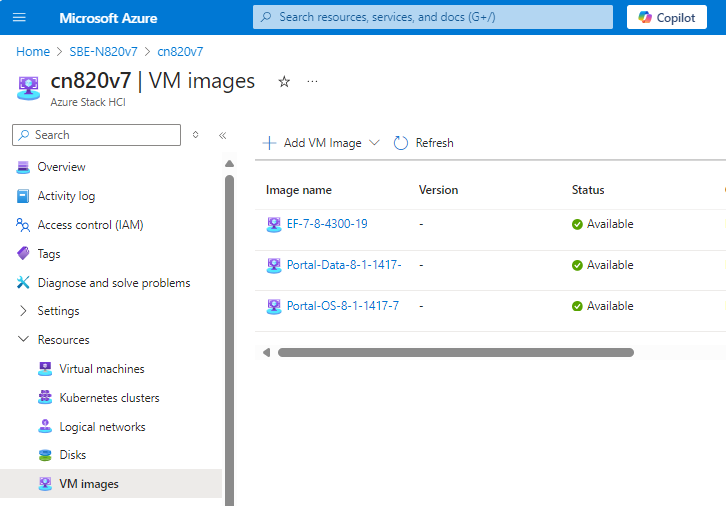 Microsoft Azure
Search resources, services, and docs (G+/)
Copilot
Home > SBE-N820v7 > cn820v7
cn820v7 | VM images
Azure Stack HCI
Search
Overview
Activity log
Access control (IAM)
Tags
Diagnose and solve problems
Settings
Resources
Virtual machines
Kubernetes clusters
Logical networks
Disks
VM images
Add VM Image
Refresh
Image name Version Status
EF-7-8-4300-19 - Available
Portal-Data-8-1-1417- - Available
Portal-OS-8-1-1417-7 - Available